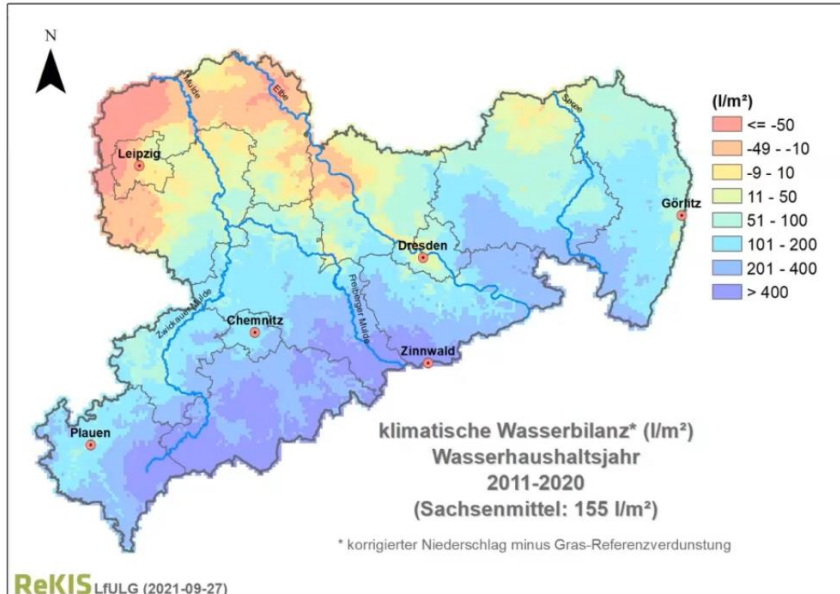 N
Mulde
Elbe
Spree
Leipzig
Görlitz
Dresden
Zwickauer Mulde
Freiberger Mulde
Chemnitz
Zinnwald
Plauen
(l/m²)
<= -50
-49 - -10
-9 - 10
11 - 50
51 - 100
101 - 200
201 - 400
> 400
klimatische Wasserbilanz* (l/m²)
Wasserhaushaltsjahr
2011-2020
(Sachsenmittel: 155 l/m²)
* korrigierter Niederschlag minus Gras-Referenzverdunstung
ReKIS LfULG (2021-09-27)